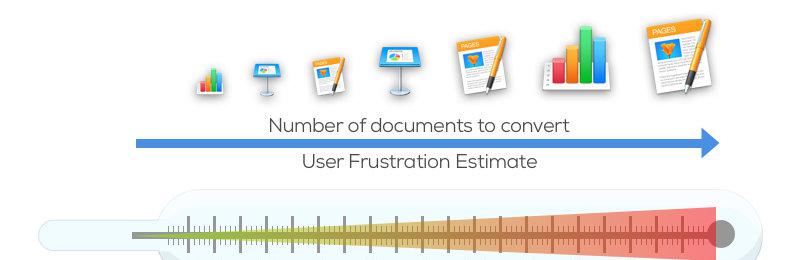 PAGES
PAGES
PAGES
Number of documents to convert
User Frustration Estimate